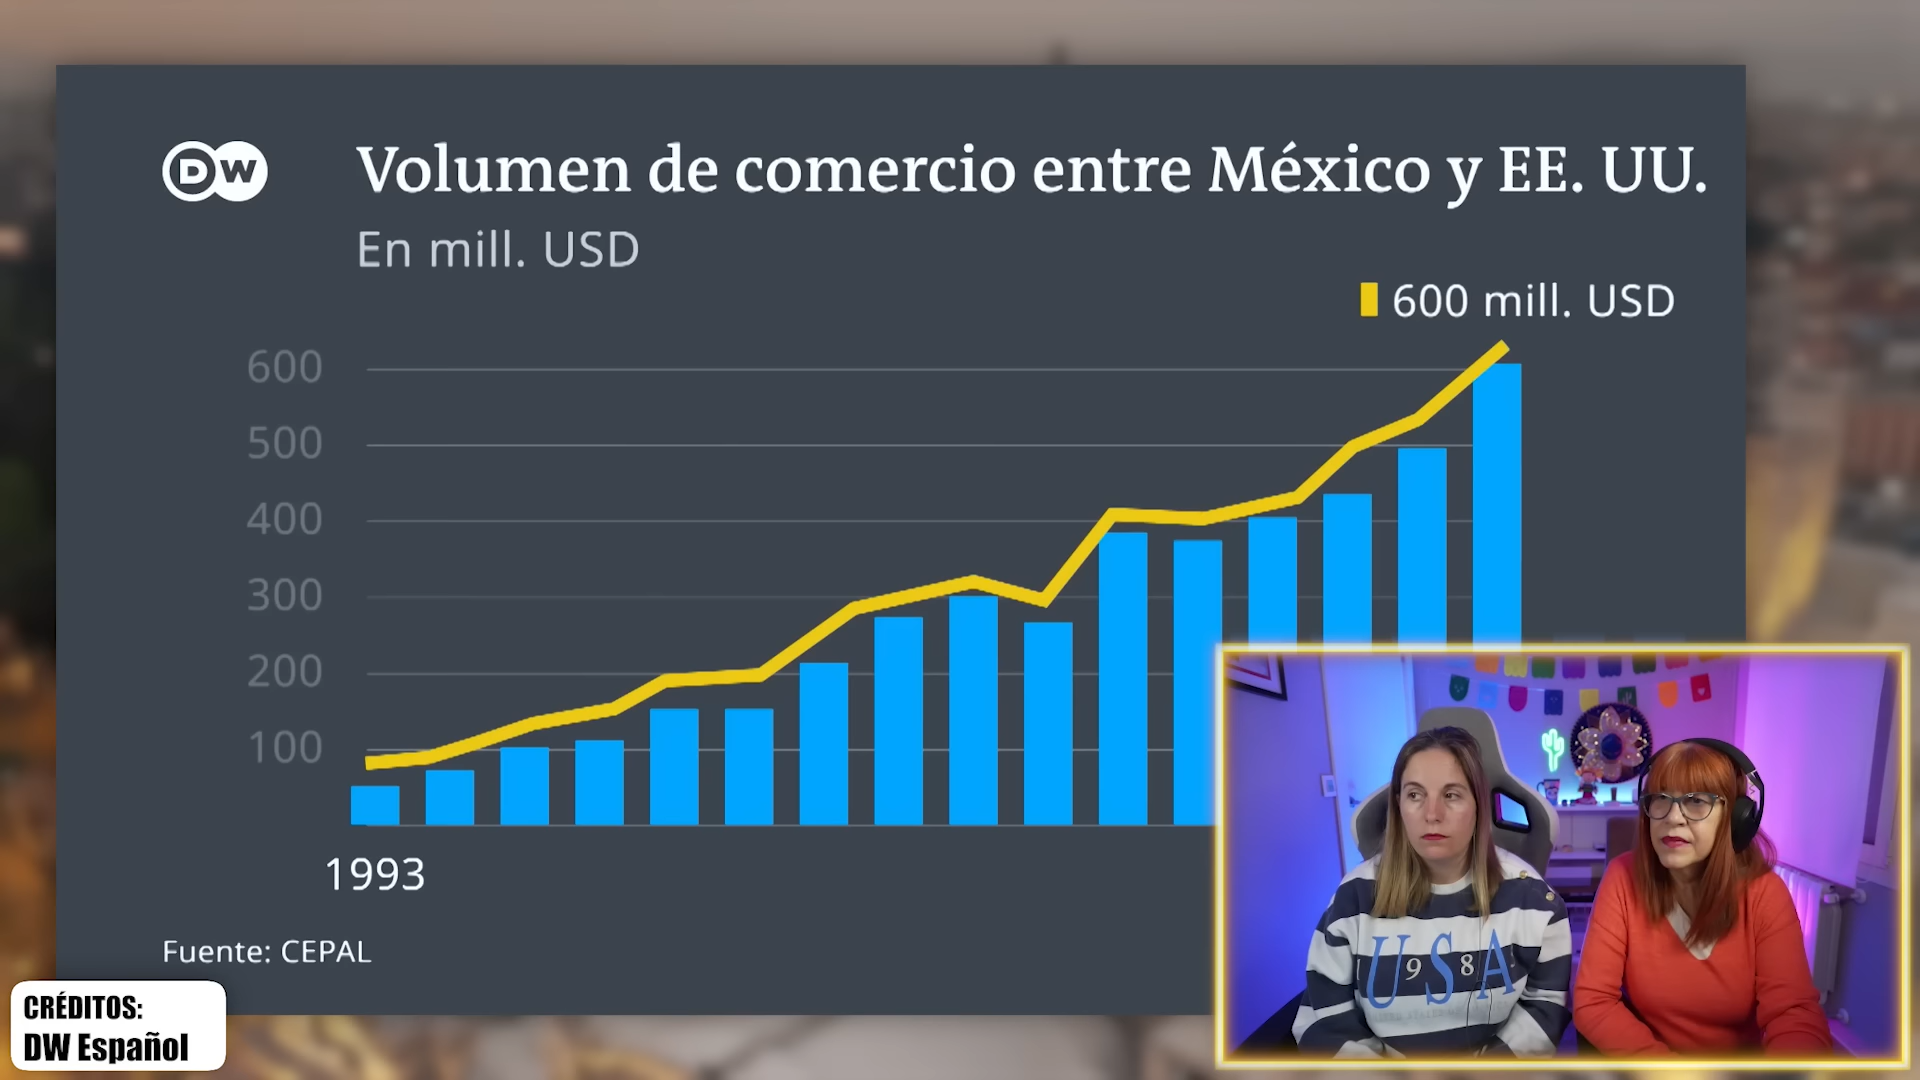 DW
Volumen de comercio entre México y EE. UU.
En mill. USD
600 mill. USD
600
500
400
300
200
100
1993
Fuente: CEPAL
CRÉDITOS:
DW Español
USA
98